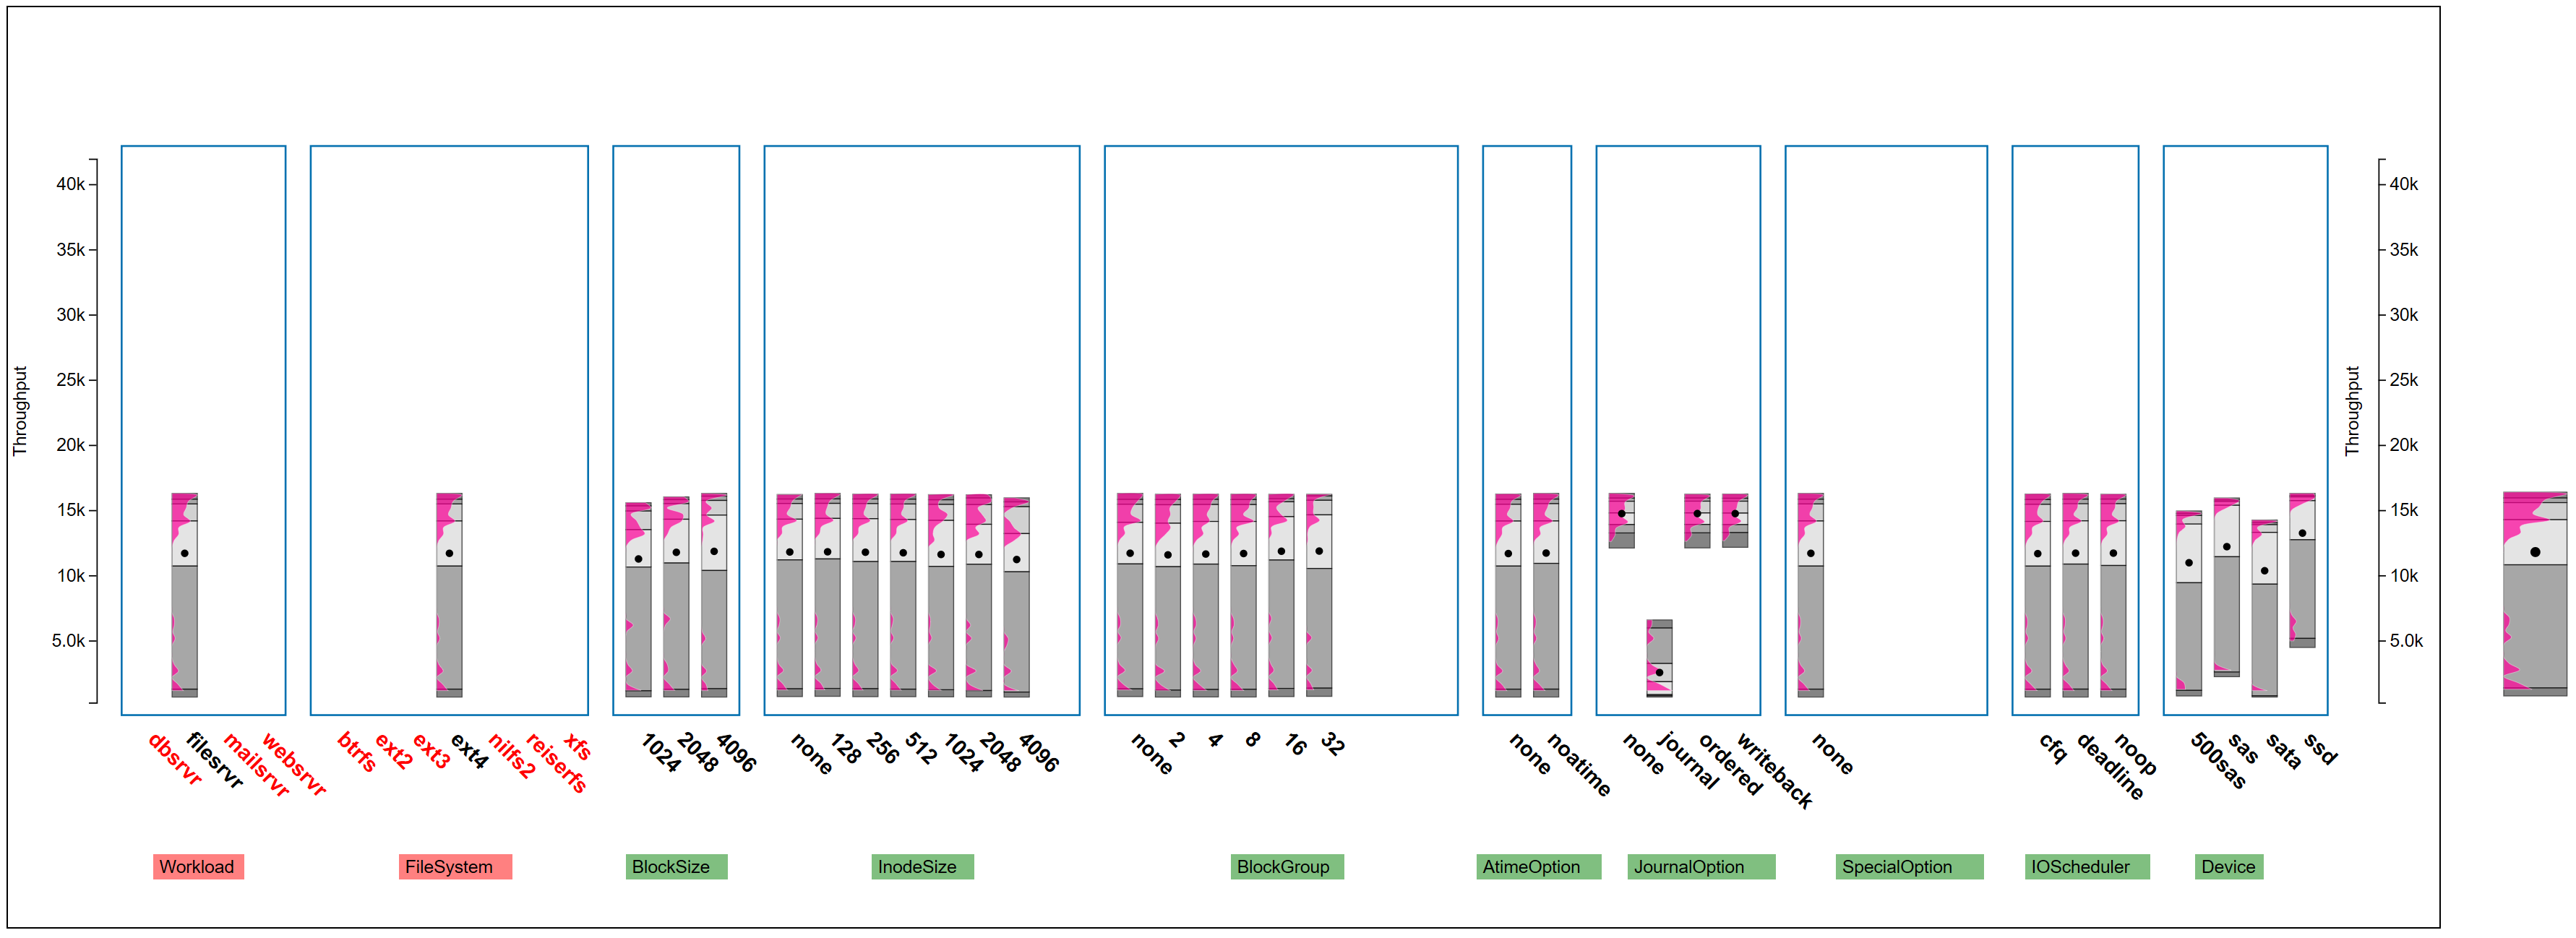 40k
35k
30k
25k
20k
15k
10k
5.0k
Throughput
40k
35k
30k
25k
20k
15k
10k
5.0k
Throughput
dbsrvr
filesrvr
mailsrvr
websrvr
btrfs
ext2
ext3
ext4
nilfs2
reiserfs
xfs
1024
2048
4096
none
128
256
512
1024
2048
4096
none
2
4
8
16
32
none
noatime
none
journal
ordered
writeback
none
cfq
deadline
noop
500sas
sas
sata
ssd
Workload
FileSystem
BlockSize
InodeSize
BlockGroup
AtimeOption
JournalOption
SpecialOption
IOScheduler
Device